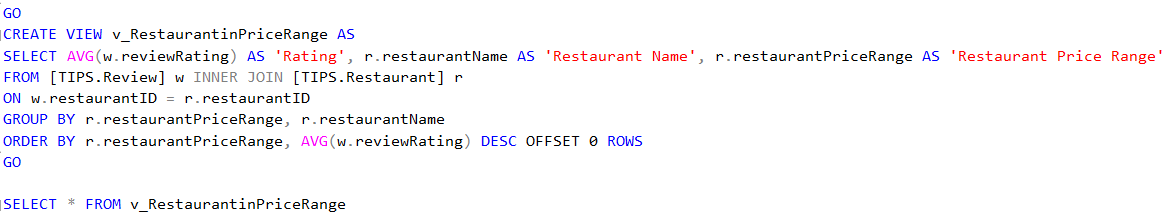 GO
CREATE VIEW v_RestaurantinPriceRange AS
SELECT AVG(w.reviewRating) AS 'Rating', r.restaurantName AS 'Restaurant Name', r.restaurantPriceRange AS 'Restaurant Price Range'
FROM [TIPS.Review] w INNER JOIN [TIPS.Restaurant] r
ON w.restaurantID = r.restaurantID
GROUP BY r.restaurantPriceRange, r.restaurantName
ORDER BY r.restaurantPriceRange, AVG(w.reviewRating) DESC OFFSET 0 ROWS
GO
SELECT * FROM v_RestaurantinPriceRange